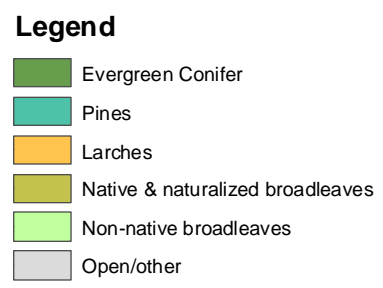 Legend
Evergreen Conifer
Pines
Larches
Native & naturalized broadleaves
Non-native broadleaves
Open/other